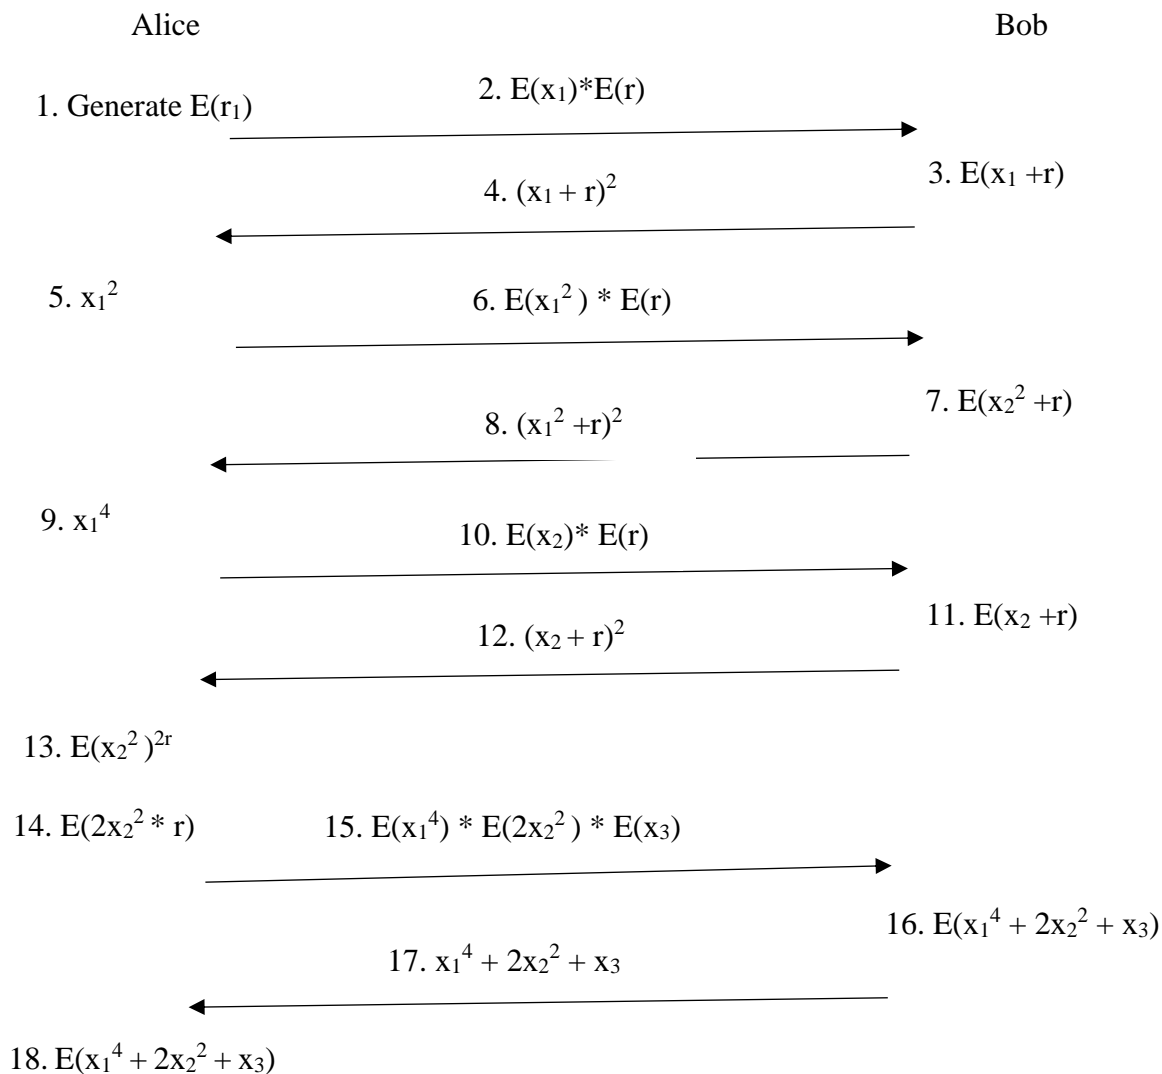 Alice Bob
1. Generate E(r₁) 2. E(x₁)*E(r)
3. E(x₁ +r)
4. (x₁ + r)²
5. x₁² 6. E(x₁² ) * E(r)
7. E(x₂² +r)
8. (x₁² +r)²
9. x₁⁴ 10. E(x₂)* E(r)
11. E(x₂ +r)
12. (x₂ + r)²
13. E(x₂² )²ʳ
14. E(2x₂² * r) 15. E(x₁⁴) * E(2x₂² ) * E(x₃)
16. E(x₁⁴ + 2x₂² + x₃)
17. x₁⁴ + 2x₂² + x₃
18. E(x₁⁴ + 2x₂² + x₃)